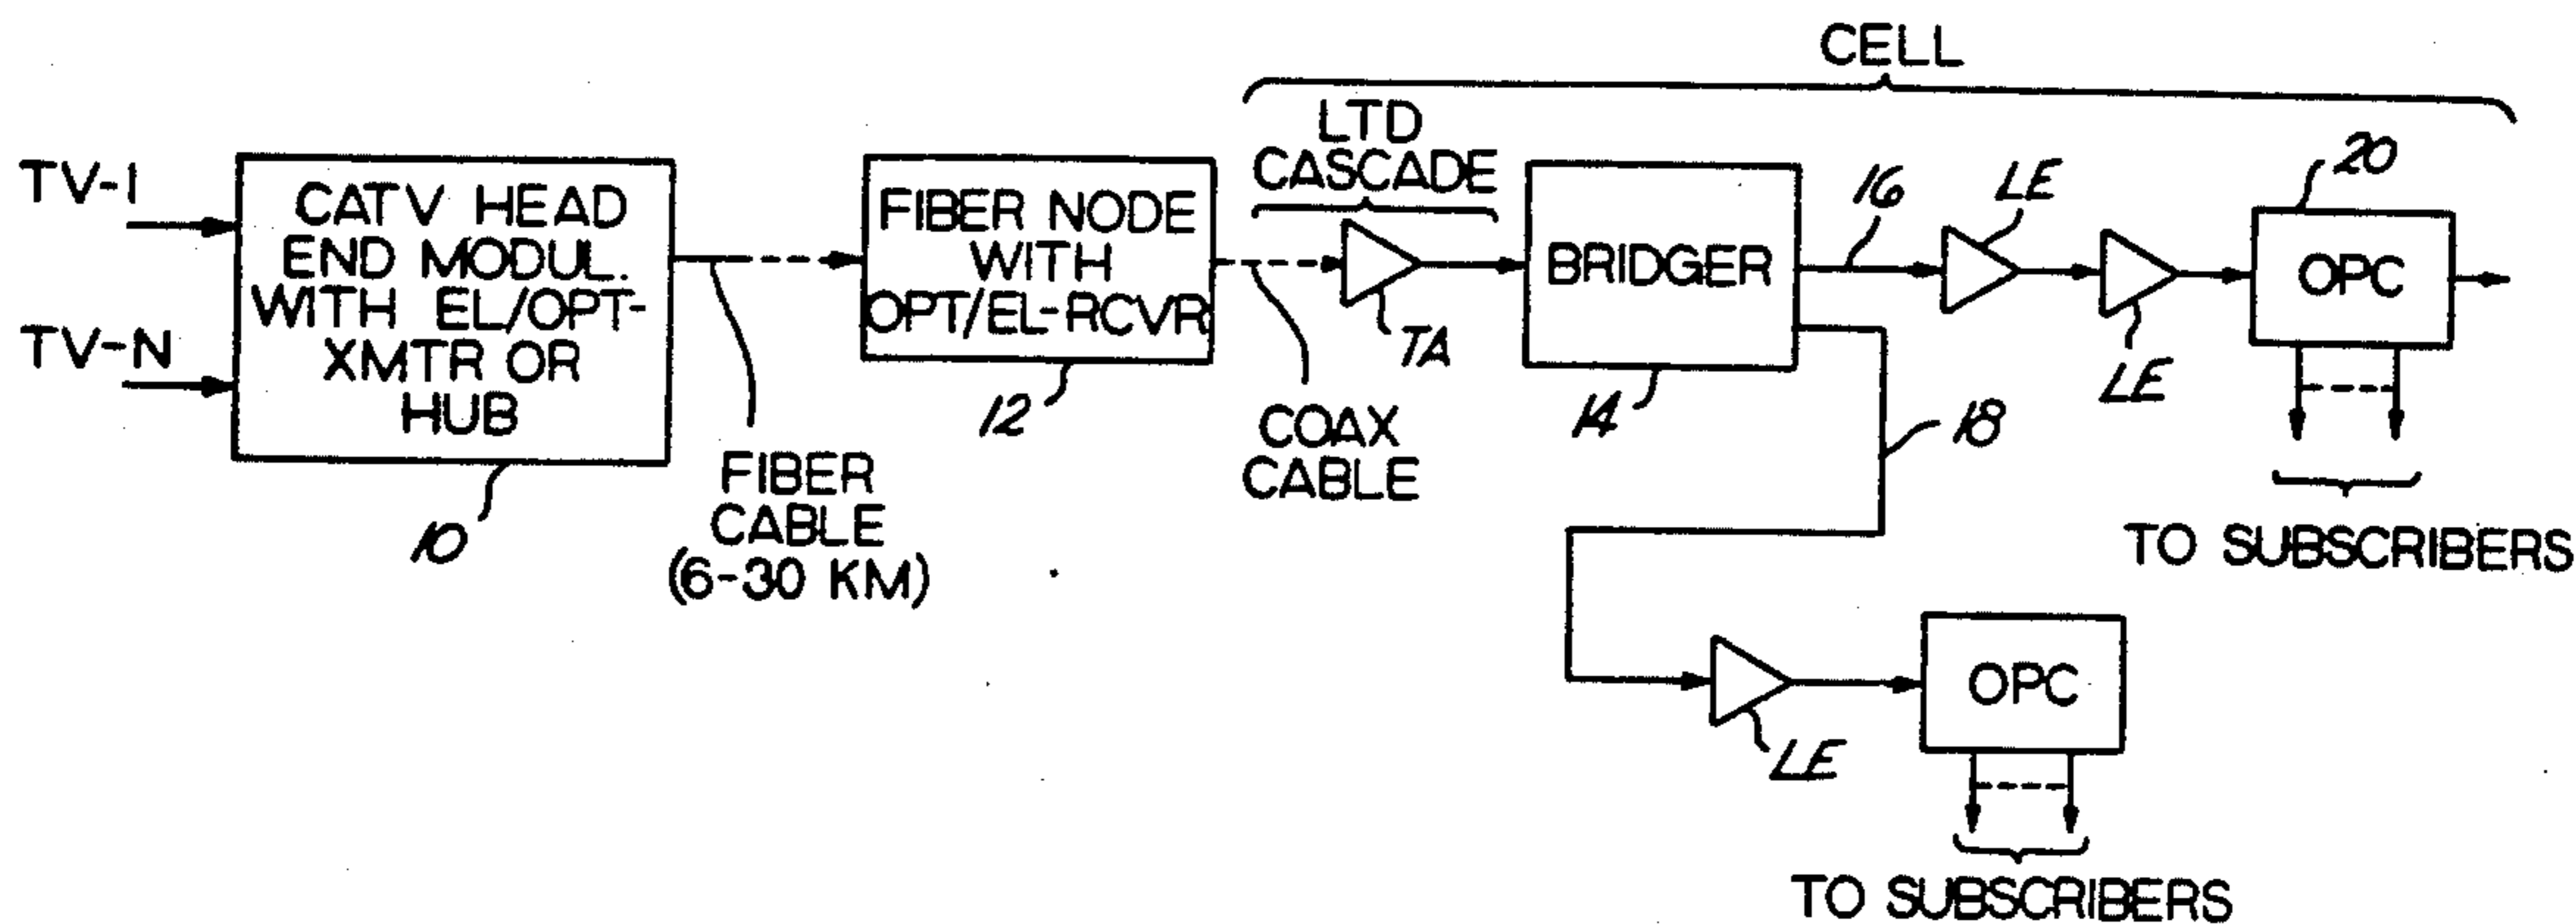 CELL
LTD
CASCADE
TV-1
TV-N
CATV HEAD
END MODUL.
WITH EL/OPT-
XMTR OR
HUB
10
FIBER
CABLE
(6-30 KM)
FIBER NODE
WITH
OPT/EL-RCVR
12
COAX
CABLE
TA
BRIDGER
14
16
18
LE
LE
20
OPC
TO SUBSCRIBERS
LE
OPC
TO SUBSCRIBERS